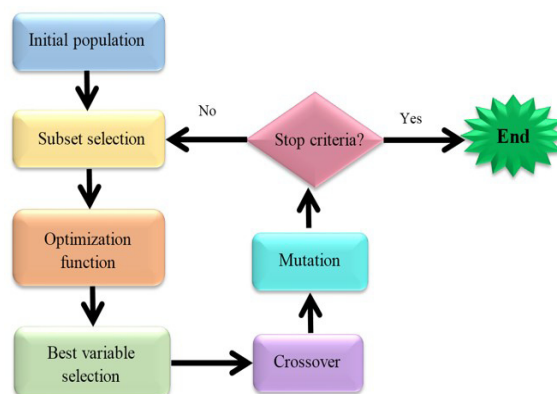 Initial population
Subset selection
Optimization
function
Best variable
selection
Crossover
Mutation
Stop criteria?
No
Yes
End